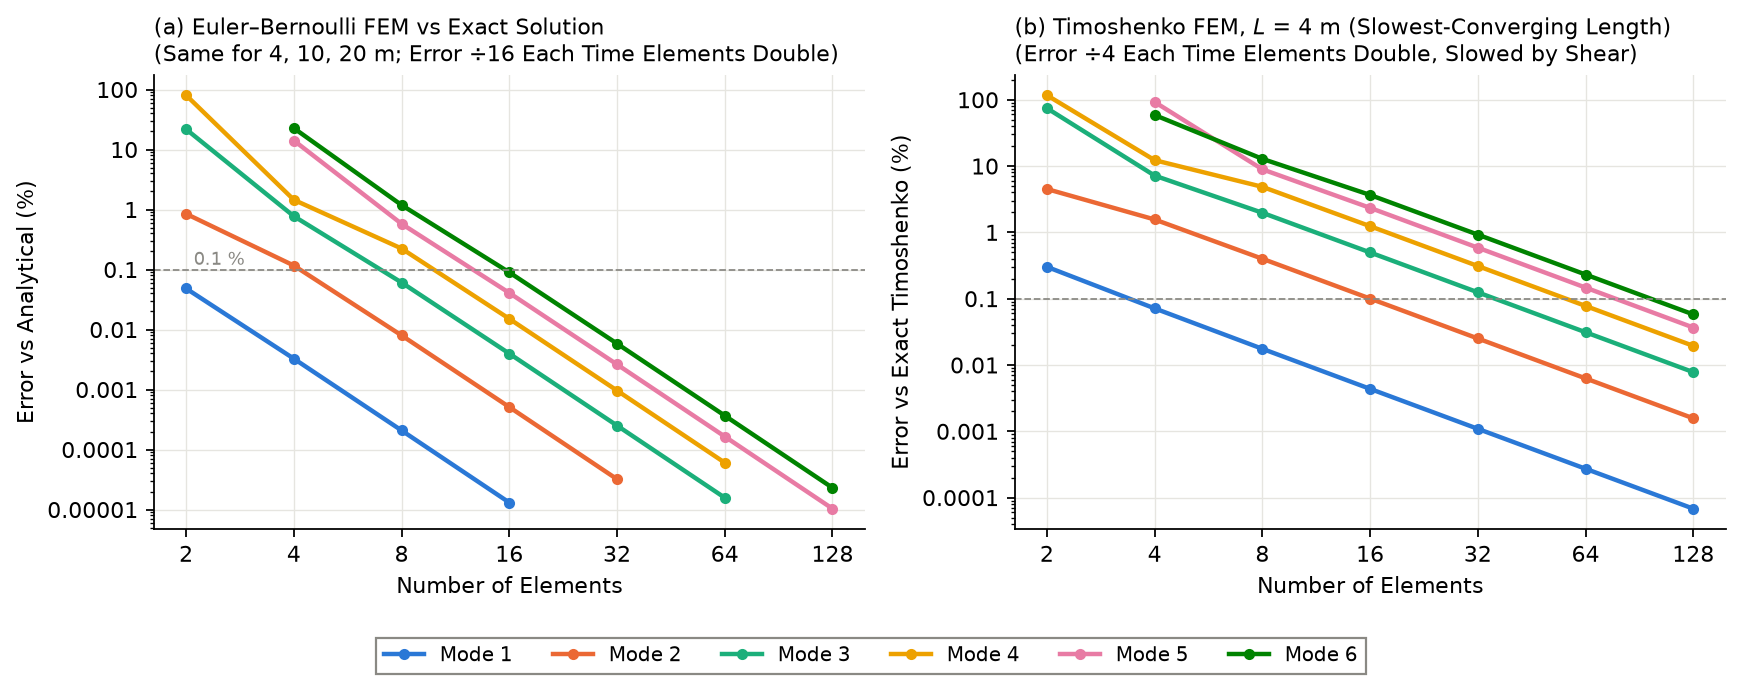 (a) Euler–Bernoulli FEM vs Exact Solution
(Same for 4, 10, 20 m; Error ÷16 Each Time Elements Double)
Error vs Analytical (%)
100
10
1
0.1
0.01
0.001
0.0001
0.00001
0.1 %
2 4 8 16 32 64 128
Number of Elements
(b) Timoshenko FEM, L = 4 m (Slowest-Converging Length)
(Error ÷4 Each Time Elements Double, Slowed by Shear)
Error vs Exact Timoshenko (%)
100
10
1
0.1
0.01
0.001
0.0001
2 4 8 16 32 64 128
Number of Elements
Mode 1 Mode 2 Mode 3 Mode 4 Mode 5 Mode 6